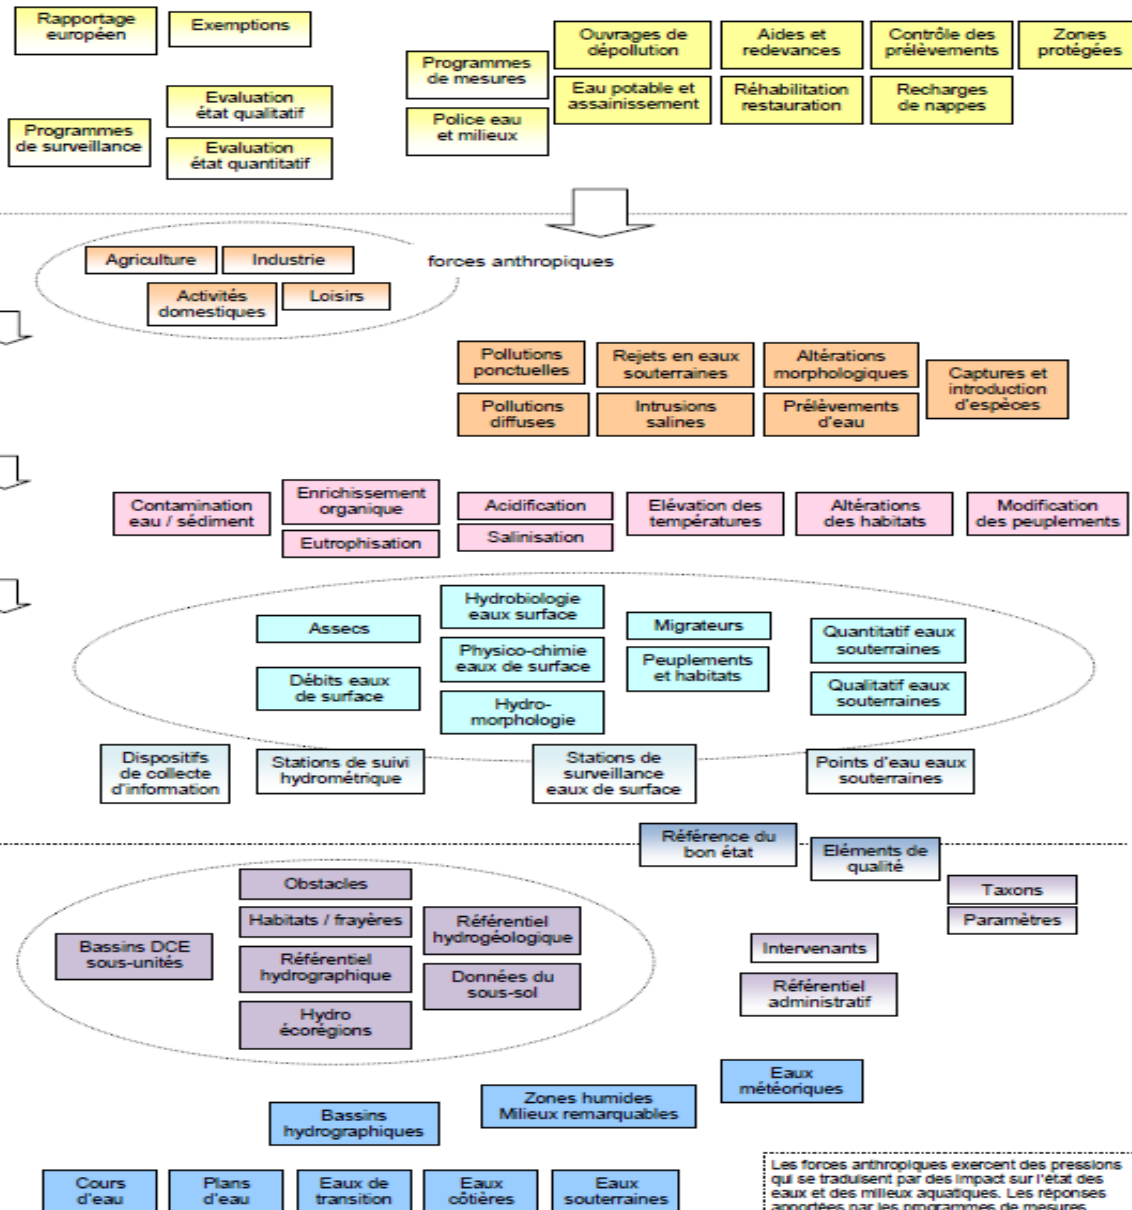 Rapportage
européen
Exemptions
Ouvrages de
dépollution
Aides et
redevances
Contrôle des
prélèvements
Zones
protégées
Programmes
de mesures
Eau potable et
assainissement
Réhabilitation
restauration
Recharges
de nappes
Evaluation
état qualitatif
Police eau
et milieux
Programmes
de surveillance
Evaluation
état quantitatif
Agriculture
Industrie
forces anthropiques
Activités
domestiques
Loisirs
Pollutions
ponctuelles
Rejets en eaux
souterraines
Altérations
morphologiques
Captures et
introduction
d'espèces
Pollutions
diffuses
Intrusions
salines
Prélèvements
d'eau
Contamination
eau / sédiment
Enrichissement
organique
Eutrophisation
Acidification
Salinisation
Elévation des
températures
Altérations
des habitats
Modification
des peuplements
Assecs
Hydrobiologie
eaux surface
Migrateurs
Quantitatif eaux
souterraines
Débits eaux
de surface
Physico-chimie
eaux de surface
Peuplements
et habitats
Qualitatif eaux
souterraines
Hydro-
morphologie
Dispositifs
de collecte
d'information
Stations de suivi
hydrométrique
Stations de
surveillance
eaux de surface
Points d'eau eaux
souterraines
Référence du
bon état
Eléments de
qualité
Taxons
Paramètres
Obstacles
Habitats / frayères
Référentiel
hydrogéologique
Bassins DCE
sous-unités
Référentiel
hydrographique
Données du
sous-sol
Hydro
écorégions
Intervenants
Référentiel
administratif
Eaux
météoriques
Zones humides
Milieux remarquables
Bassins
hydrographiques
Cours
d'eau
Plans
d'eau
Eaux de
transition
Eaux
côtières
Eaux
souterraines
Les forces anthropiques exercent des pressions
qui se traduisent par des impact sur l'état des
eaux et des milieux aquatiques. Les réponses
apportées par les programmes de mesures